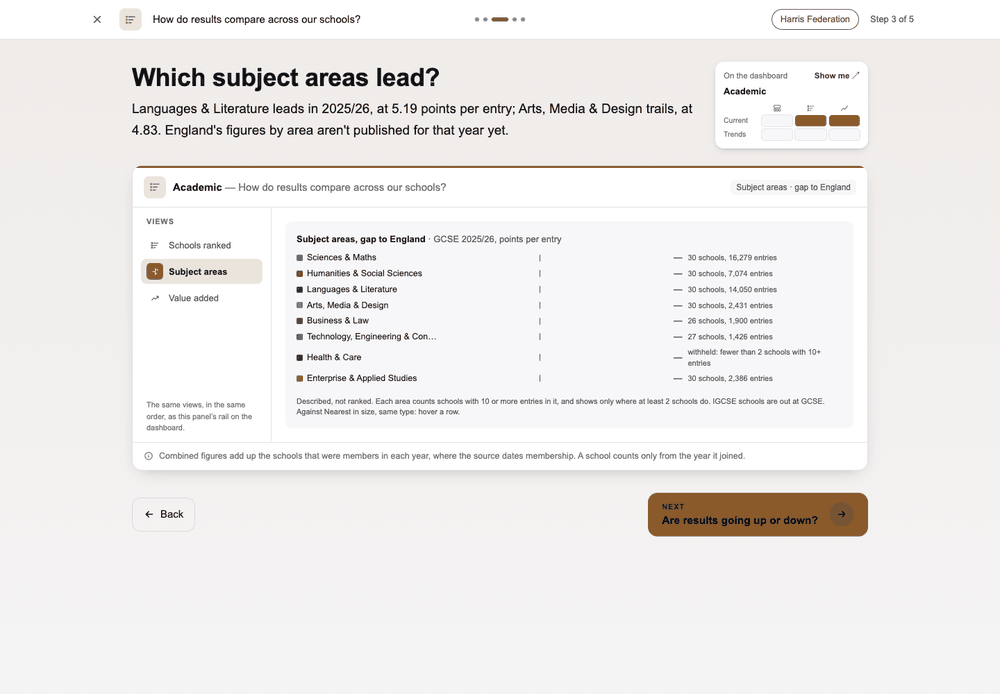 How do results compare across our schools?
Harris Federation
Step 3 of 5
Which subject areas lead?
Languages & Literature leads in 2025/26, at 5.19 points per entry; Arts, Media & Design trails, at
4.83. England's figures by area aren't published for that year yet.
On the dashboard
Show me
Academic
Current
Trends
Academic — How do results compare across our schools?
Subject areas · gap to England
VIEWS
Schools ranked
Subject areas
Value added
The same views, in the same
order, as this panel's rail on the
dashboard.
Subject areas, gap to England · GCSE 2025/26, points per entry
Sciences & Maths — 30 schools, 16,279 entries
Humanities & Social Sciences — 30 schools, 7,074 entries
Languages & Literature — 30 schools, 14,050 entries
Arts, Media & Design — 30 schools, 2,431 entries
Business & Law — 26 schools, 1,900 entries
Technology, Engineering & Con… — 27 schools, 1,426 entries
Health & Care — withheld: fewer than 2 schools with 10+
entries
Enterprise & Applied Studies — 30 schools, 2,386 entries
Described, not ranked. Each area counts schools with 10 or more entries in it, and shows only where at least 2 schools do. IGCSE schools are out at GCSE.
Against Nearest in size, same type: hover a row.
Combined figures add up the schools that were members in each year, where the source dates membership. A school counts only from the year it joined.
Back
NEXT
Are results going up or down?